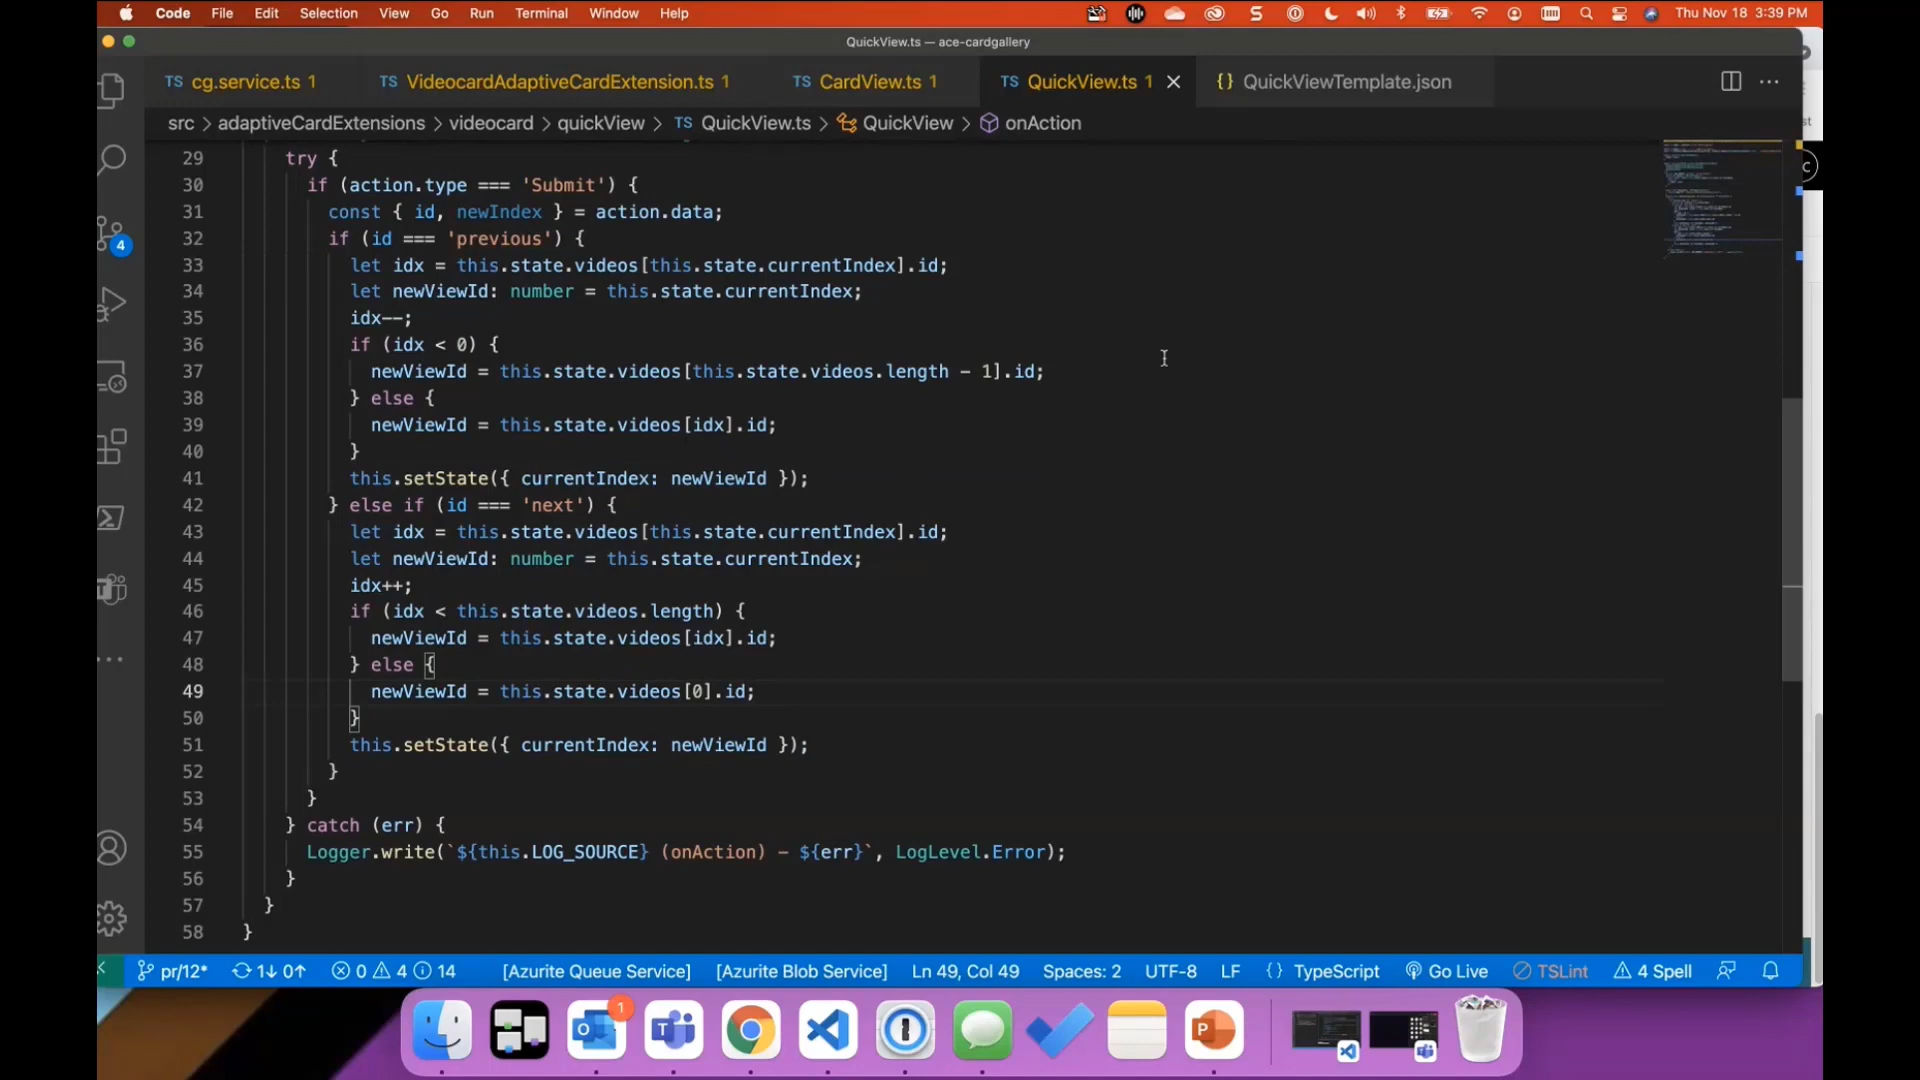 Code File Edit Selection View Go Run Terminal Window Help Thu Nov 18 3:39 PM
QuickView.ts — ace-cardgallery
TS cg.service.ts 1 TS VideocardAdaptiveCardExtension.ts 1 TS CardView.ts 1 TS QuickView.ts 1 {} QuickViewTemplate.json
src > adaptiveCardExtensions > videocard > quickView > TS QuickView.ts > QuickView > onAction
29 try {
30 if (action.type === 'Submit') {
31 const { id, newIndex } = action.data;
32 if (id === 'previous') {
33 let idx = this.state.videos[this.state.currentIndex].id;
34 let newViewId: number = this.state.currentIndex;
35 idx--;
36 if (idx < 0) {
37 newViewId = this.state.videos[this.state.videos.length - 1].id;
38 } else {
39 newViewId = this.state.videos[idx].id;
40 }
41 this.setState({ currentIndex: newViewId });
42 } else if (id === 'next') {
43 let idx = this.state.videos[this.state.currentIndex].id;
44 let newViewId: number = this.state.currentIndex;
45 idx++;
46 if (idx < this.state.videos.length) {
47 newViewId = this.state.videos[idx].id;
48 } else {
49 newViewId = this.state.videos[0].id;
50 }
51 this.setState({ currentIndex: newViewId });
52 }
53 }
54 } catch (err) {
55 Logger.write(`${this.LOG_SOURCE} (onAction) - ${err}`, LogLevel.Error);
56 }
57 }
58 }
4
pr/12* 1↓ 0↑ 0 4 14 [Azurite Queue Service] [Azurite Blob Service] Ln 49, Col 49 Spaces: 2 UTF-8 LF {} TypeScript Go Live TSLint 4 Spell
1